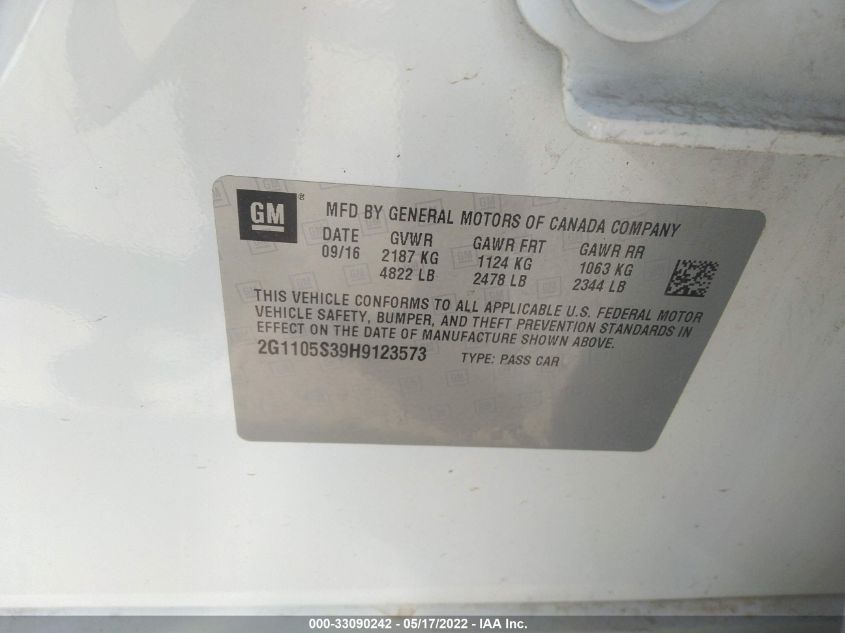 GM ® MFD BY GENERAL MOTORS OF CANADA COMPANY
DATE GVWR GAWR FRT GAWR RR
09/16 2187 KG 1124 KG 1063 KG
4822 LB 2478 LB 2344 LB
THIS VEHICLE CONFORMS TO ALL APPLICABLE U.S. FEDERAL MOTOR
VEHICLE SAFETY, BUMPER, AND THEFT PREVENTION STANDARDS IN
EFFECT ON THE DATE OF MANUFACTURE SHOWN ABOVE.
2G1105S39H9123573 TYPE: PASS CAR
000-33090242 - 05/17/2022 - IAA Inc.